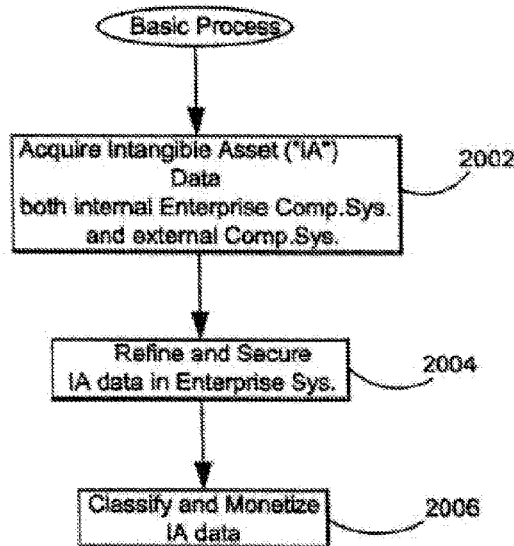 Basic Process
Acquire Intangible Asset ("IA")
Data
both internal Enterprise Comp.Sys.
and external Comp.Sys.
2002
Refine and Secure
IA data in Enterprise Sys.
2004
Classify and Monetize
IA data
2006